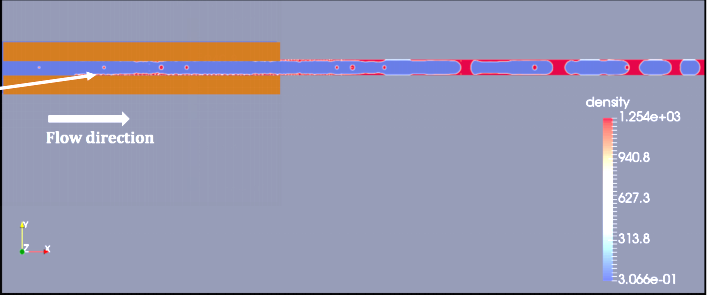 density
1.254e+03
940.8
627.3
313.8
3.066e-01
Flow direction
Y
Z X